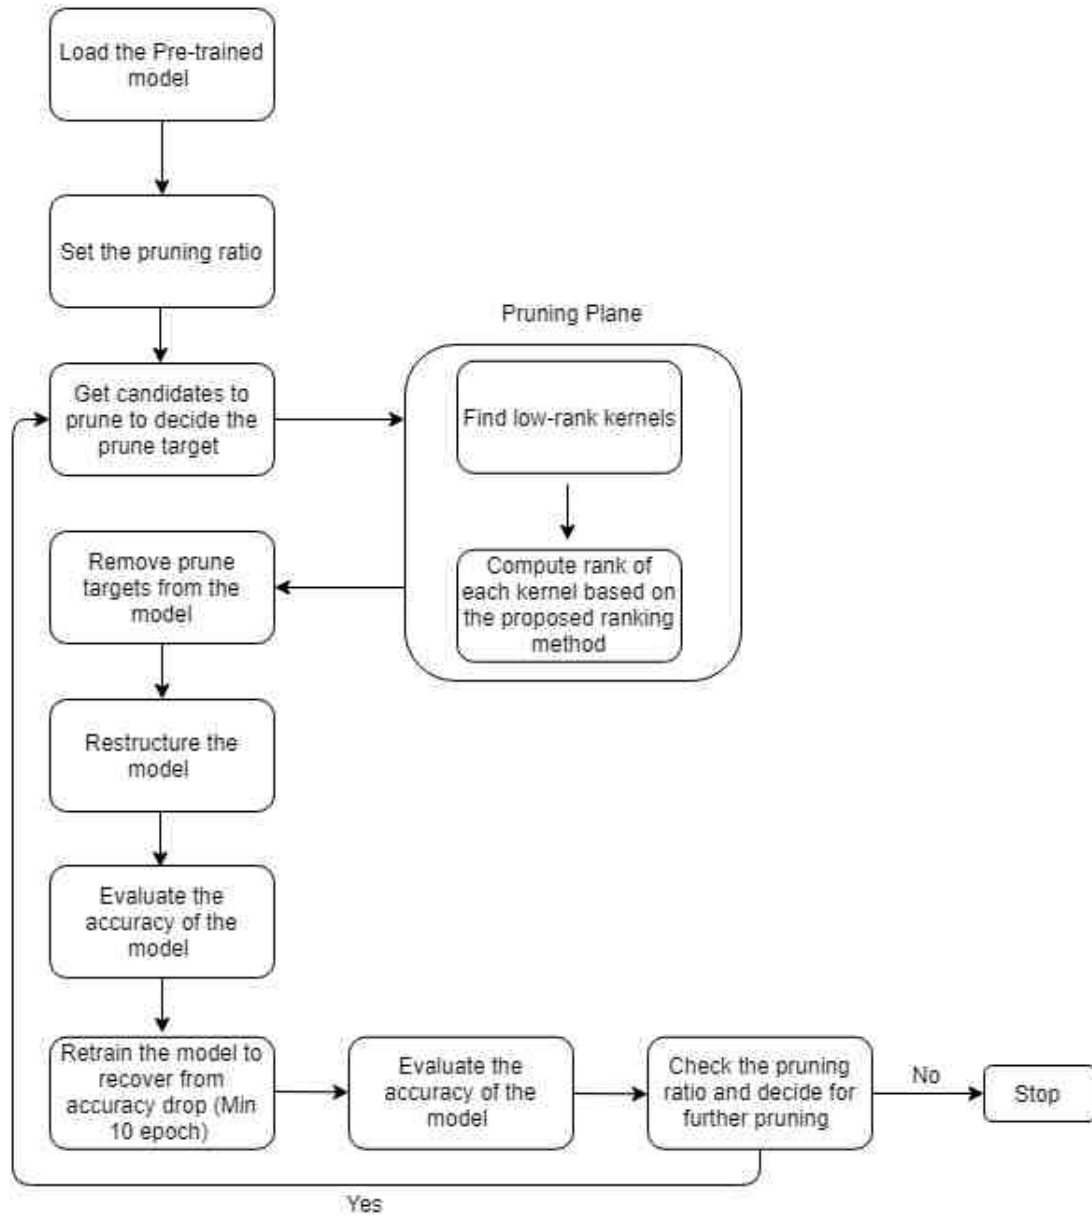 Load the Pre-trained
model
Set the pruning ratio
Pruning Plane
Get candidates to
prune to decide the
prune target
Find low-rank kernels
Compute rank of
each kernel based on
the proposed ranking
method
Remove prune
targets from the
model
Restructure the
model
Evaluate the
accuracy of the
model
Retrain the model to
recover from
accuracy drop (Min
10 epoch)
Evaluate the
accuracy of the
model
Check the pruning
ratio and decide for
further pruning
No
Stop
Yes